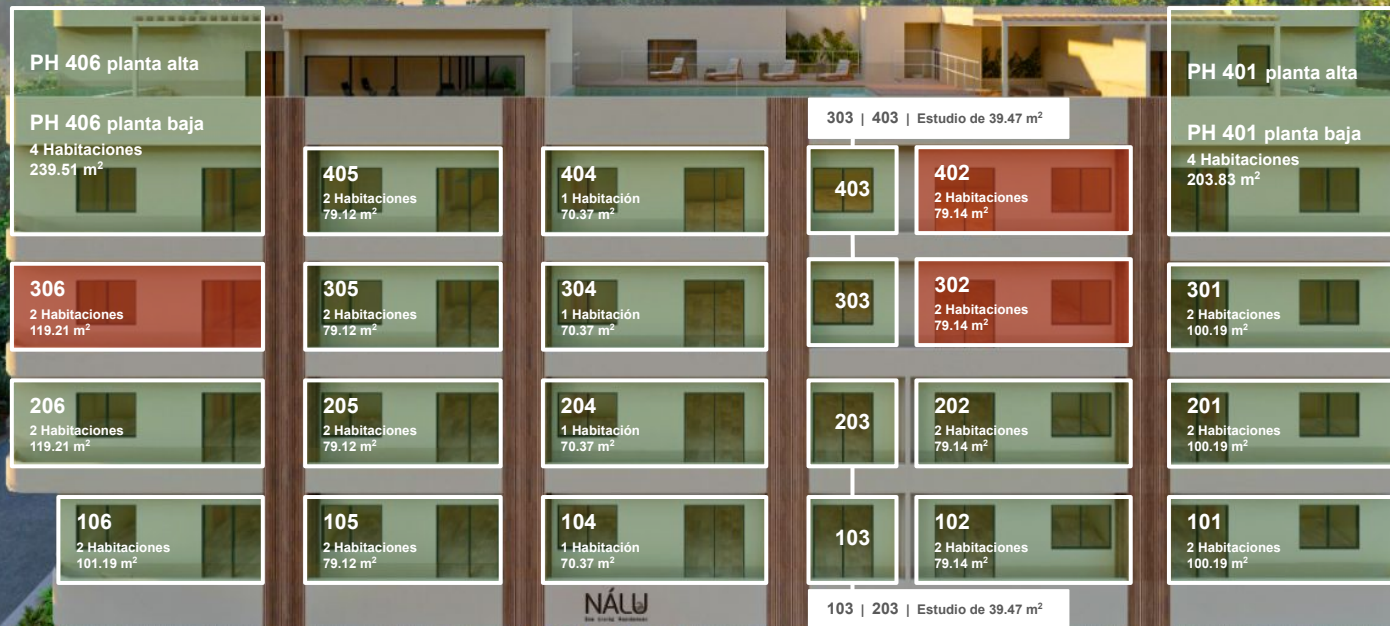 PH 406 planta alta
PH 406 planta baja
4 Habitaciones
239.51 m²
PH 401 planta alta
PH 401 planta baja
4 Habitaciones
203.83 m²
303 | 403 | Estudio de 39.47 m²
405
2 Habitaciones
79.12 m²
404
1 Habitación
70.37 m²
403
402
2 Habitaciones
79.14 m²
306
2 Habitaciones
119.21 m²
305
2 Habitaciones
79.12 m²
304
1 Habitación
70.37 m²
303
302
2 Habitaciones
79.14 m²
301
2 Habitaciones
100.19 m²
206
2 Habitaciones
119.21 m²
205
2 Habitaciones
79.12 m²
204
1 Habitación
70.37 m²
203
202
2 Habitaciones
79.14 m²
201
2 Habitaciones
100.19 m²
106
2 Habitaciones
101.19 m²
105
2 Habitaciones
79.12 m²
104
1 Habitación
70.37 m²
103
102
2 Habitaciones
79.14 m²
101
2 Habitaciones
100.19 m²
NÁLU
103 | 203 | Estudio de 39.47 m²